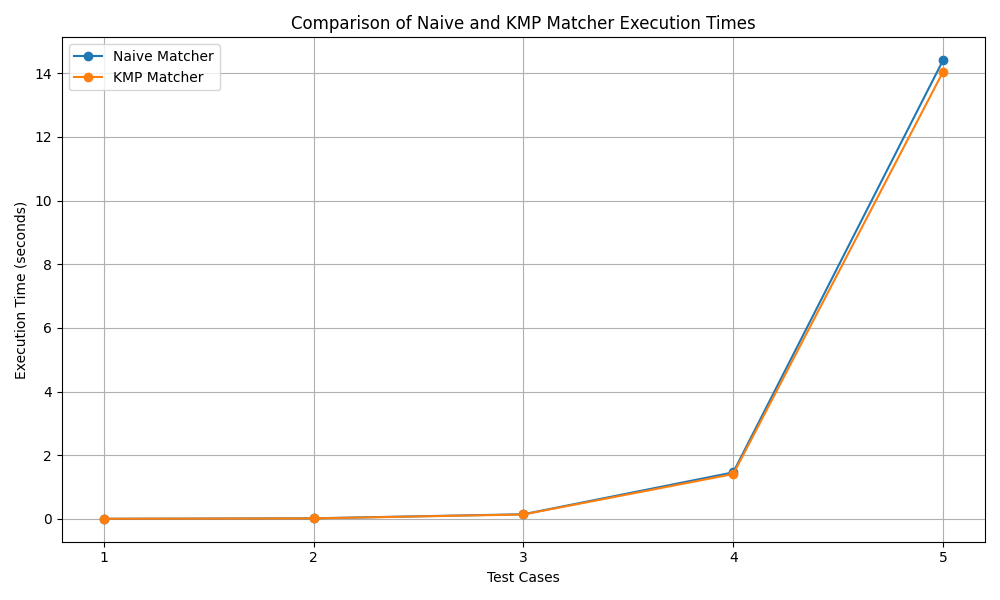 Comparison of Naive and KMP Matcher Execution Times
Naive Matcher
KMP Matcher
Execution Time (seconds)
14
12
10
8
6
4
2
0
1 2 3 4 5
Test Cases